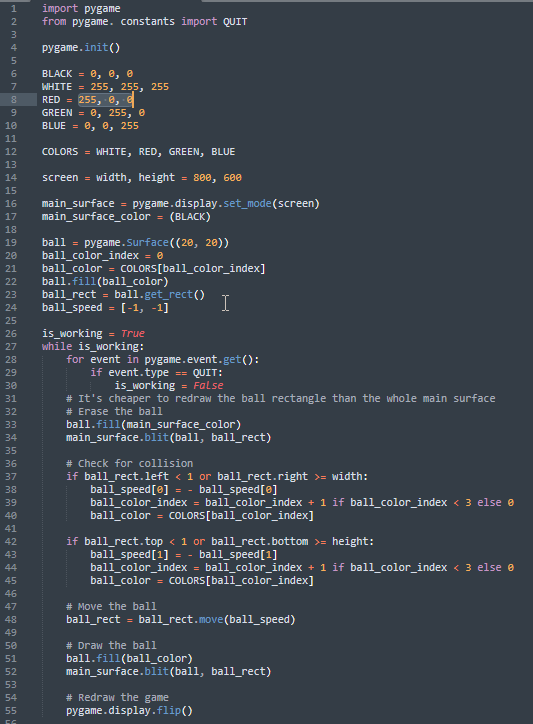 1 import pygame
2 from pygame. constants import QUIT
3
4 pygame.init()
5
6 BLACK = 0, 0, 0
7 WHITE = 255, 255, 255
8 RED = 255, 0, 0
9 GREEN = 0, 255, 0
10 BLUE = 0, 0, 255
11
12 COLORS = WHITE, RED, GREEN, BLUE
13
14 screen = width, height = 800, 600
15
16 main_surface = pygame.display.set_mode(screen)
17 main_surface_color = (BLACK)
18
19 ball = pygame.Surface((20, 20))
20 ball_color_index = 0
21 ball_color = COLORS[ball_color_index]
22 ball.fill(ball_color)
23 ball_rect = ball.get_rect()
24 ball_speed = [-1, -1]
25
26 is_working = True
27 while is_working:
28     for event in pygame.event.get():
29         if event.type == QUIT:
30             is_working = False
31     # It's cheaper to redraw the ball rectangle than the whole main surface
32     # Erase the ball
33     ball.fill(main_surface_color)
34     main_surface.blit(ball, ball_rect)
35
36     # Check for collision
37     if ball_rect.left < 1 or ball_rect.right >= width:
38         ball_speed[0] = - ball_speed[0]
39         ball_color_index = ball_color_index + 1 if ball_color_index < 3 else 0
40         ball_color = COLORS[ball_color_index]
41
42     if ball_rect.top < 1 or ball_rect.bottom >= height:
43         ball_speed[1] = - ball_speed[1]
44         ball_color_index = ball_color_index + 1 if ball_color_index < 3 else 0
45         ball_color = COLORS[ball_color_index]
46
47     # Move the ball
48     ball_rect = ball_rect.move(ball_speed)
49
50     # Draw the ball
51     ball.fill(ball_color)
52     main_surface.blit(ball, ball_rect)
53
54     # Redraw the game
55     pygame.display.flip()